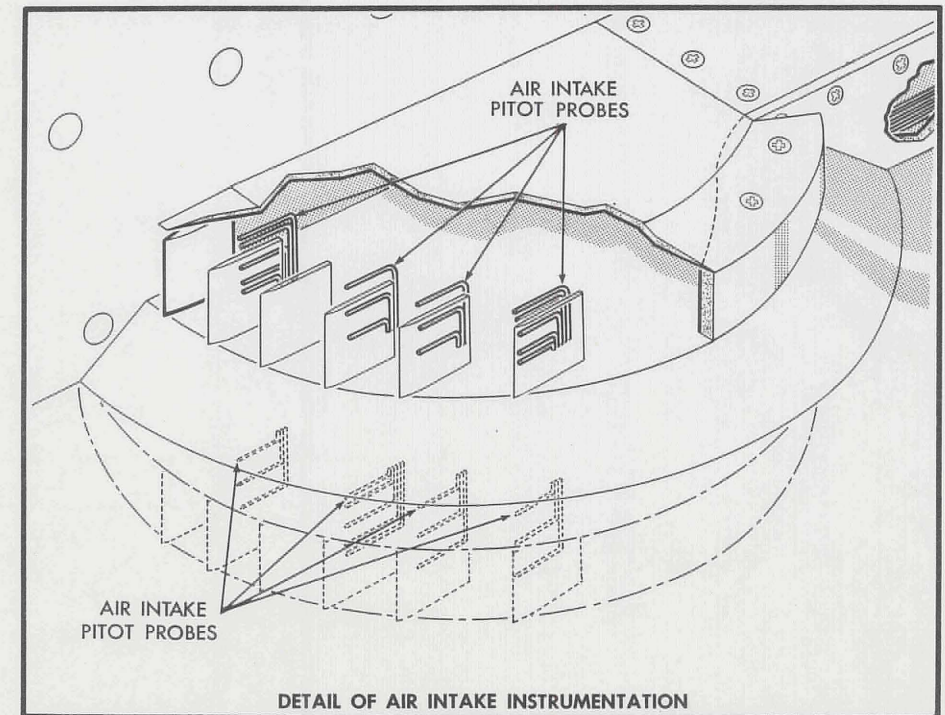 AIR INTAKE
PITOT PROBES
AIR INTAKE
PITOT PROBES
DETAIL OF AIR INTAKE INSTRUMENTATION